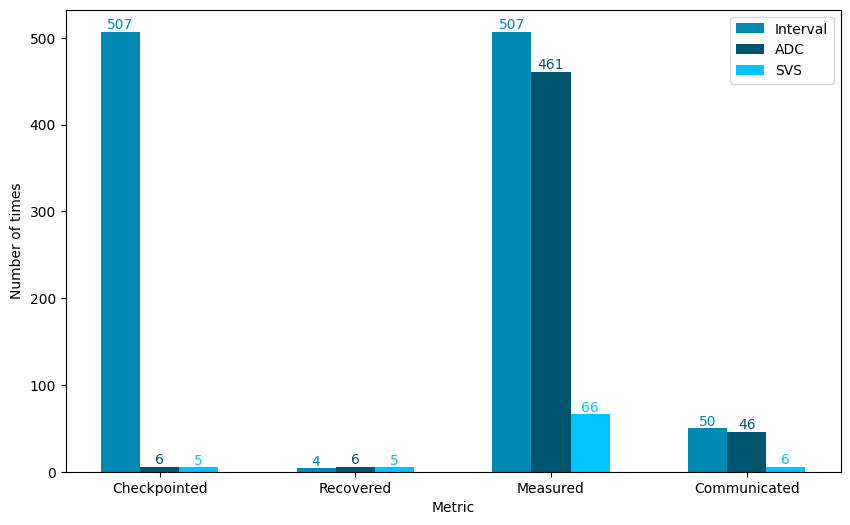 507
507
Interval
ADC
SVS
500
461
400
300
200
100
66
50
46
6
5
4
6
5
6
0
Checkpointed
Recovered
Measured
Communicated
Number of times
Metric